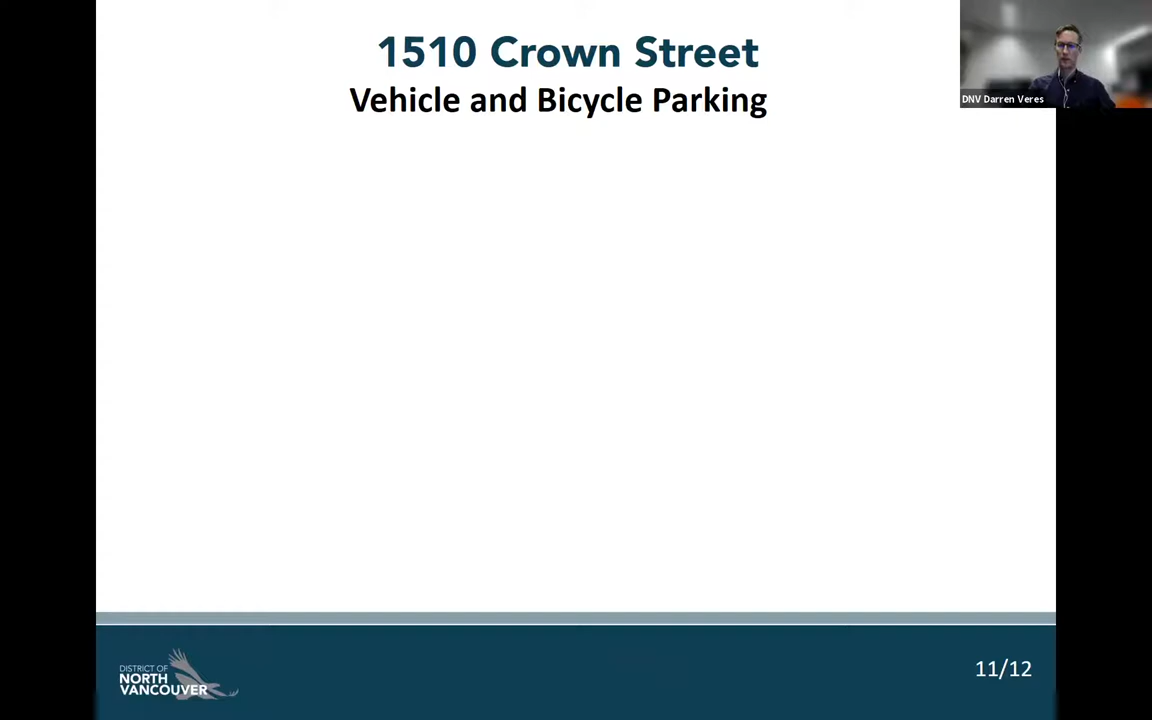 1510 Crown Street
Vehicle and Bicycle Parking
DNV Darren Veres
DISTRICT OF
NORTH
VANCOUVER
11/12